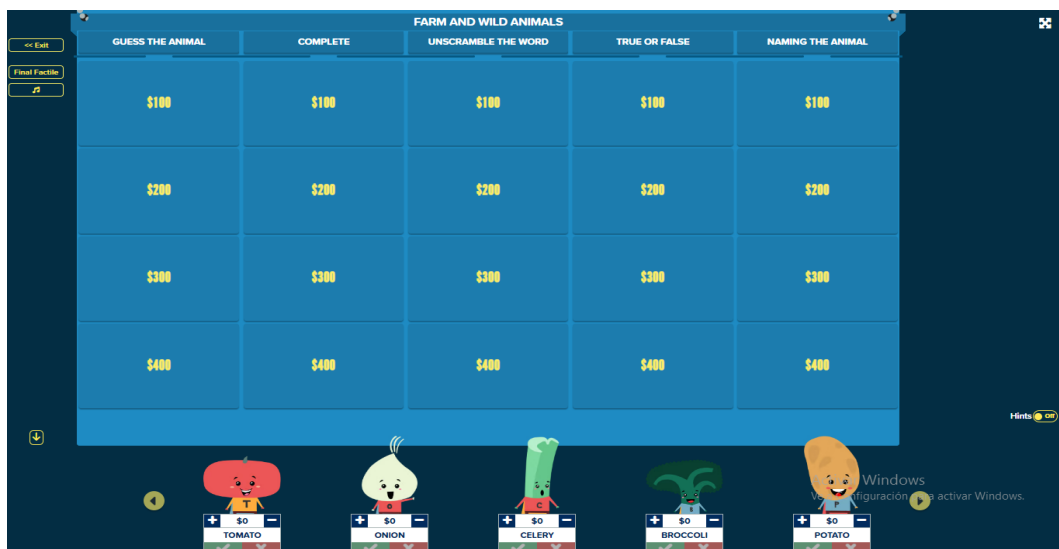 FARM AND WILD ANIMALS
<< Exit
GUESS THE ANIMAL
COMPLETE
UNSCRAMBLE THE WORD
TRUE OR FALSE
NAMING THE ANIMAL
Final Factile
$100 $100 $100 $100 $100
$200 $200 $200 $200 $200
$300 $300 $300 $300 $300
$400 $400 $400 $400 $400
Hints Off
T
O
C
P
Windows
activar Windows.
$0 $0 $0 $0 $0
TOMATO
ONION
CELERY
BROCCOLI
POTATO